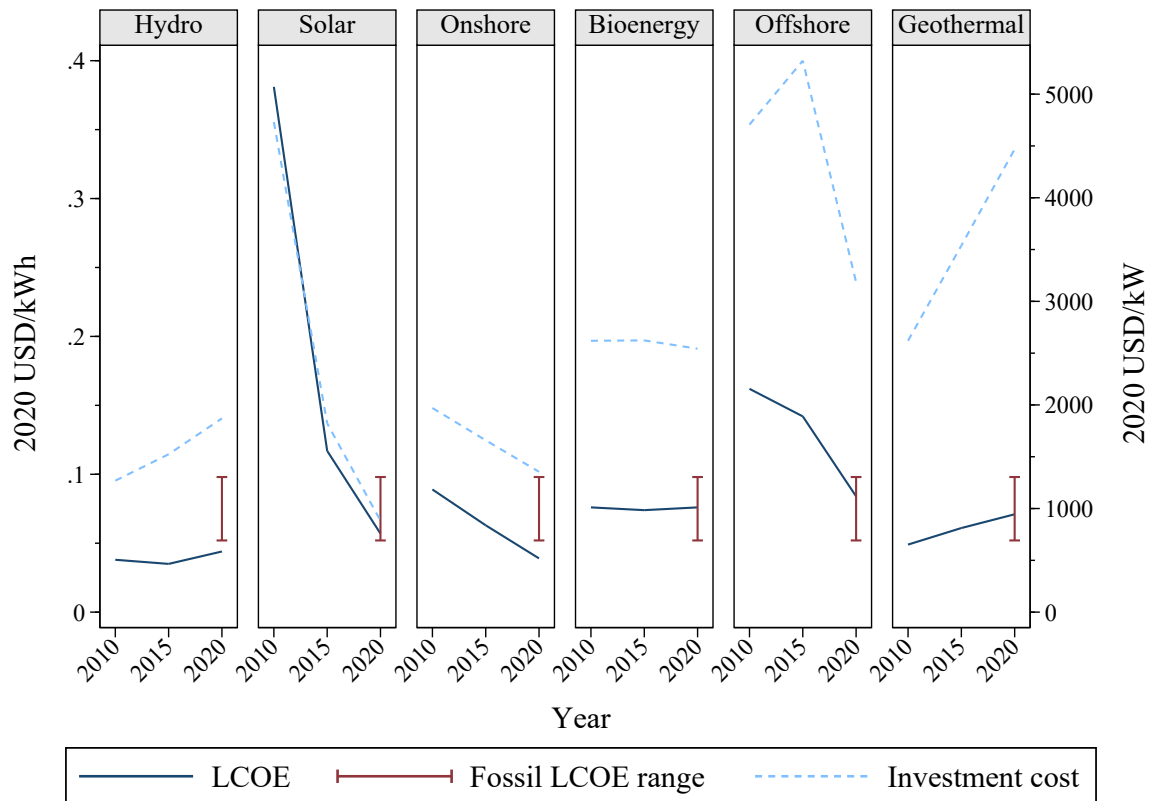 Hydro Solar Onshore Bioenergy Offshore Geothermal
.4
.3
.2
.1
0
2020 USD/kWh
5000
4000
3000
2000
1000
0
2020 USD/kW
2010 2015 2020 2010 2015 2020 2010 2015 2020 2010 2015 2020 2010 2015 2020 2010 2015 2020
Year
LCOE Fossil LCOE range Investment cost